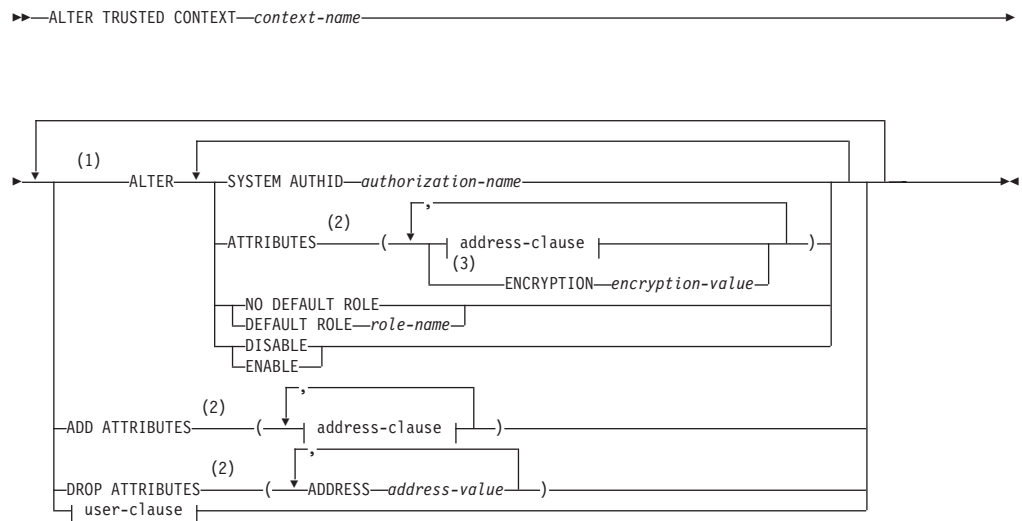 ALTER TRUSTED CONTEXT context-name
(1)
ALTER SYSTEM AUTHID authorization-name
,
(2)
ATTRIBUTES ( address-clause )
(3)
ENCRYPTION encryption-value
NO DEFAULT ROLE
DEFAULT ROLE role-name
DISABLE
ENABLE
,
(2)
ADD ATTRIBUTES ( address-clause )
,
(2)
DROP ATTRIBUTES ( ADDRESS address-value )
user-clause